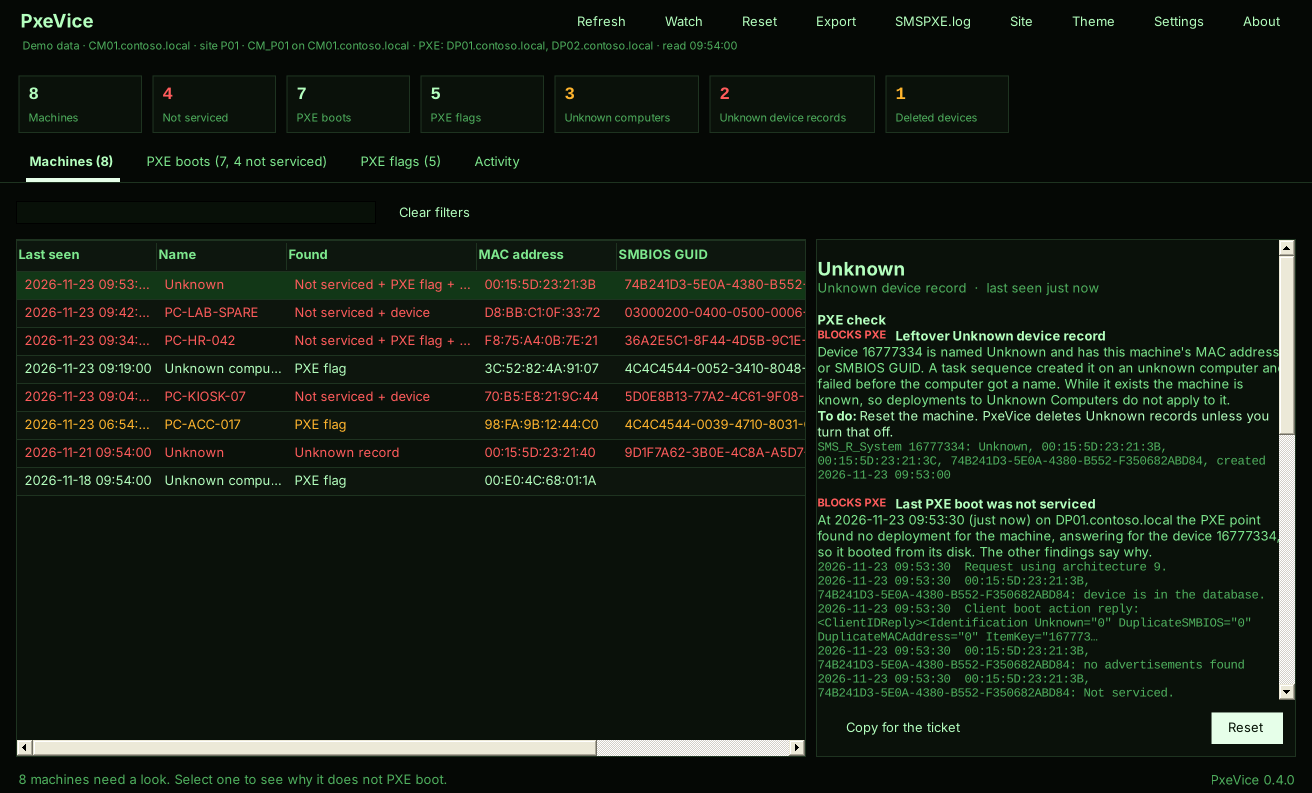 PxeVice
Refresh Watch Reset Export SMSPXE.log Site Theme Settings About
Demo data · CM01.contoso.local · site P01 · CM_P01 on CM01.contoso.local · PXE: DP01.contoso.local, DP02.contoso.local · read 09:54:00
8 4 7 5 3 2 1
Machines Not serviced PXE boots PXE flags Unknown computers Unknown device records Deleted devices
Machines (8) PXE boots (7, 4 not serviced) PXE flags (5) Activity
Clear filters
Last seen Name Found MAC address SMBIOS GUID
2026-11-23 09:53:... Unknown Not serviced + PXE flag + ... 00:15:5D:23:21:3B 74B241D3-5E0A-4380-B552-
2026-11-23 09:42:... PC-LAB-SPARE Not serviced + device D8:BB:C1:0F:33:72 03000200-0400-0500-0006-
2026-11-23 09:34:... PC-HR-042 Not serviced + PXE flag + ... F8:75:A4:0B:7E:21 36A2E5C1-8F44-4D5B-9C1E-
2026-11-23 09:19:00 Unknown compu... PXE flag 3C:52:82:4A:91:07 4C4C4544-0052-3410-8048-
2026-11-23 09:04:... PC-KIOSK-07 Not serviced + device 70:B5:E8:21:9C:44 5D0E8B13-77A2-4C61-9F08-
2026-11-23 06:54:... PC-ACC-017 PXE flag 98:FA:9B:12:44:C0 4C4C4544-0039-4710-8031-
2026-11-21 09:54:00 Unknown Unknown record 00:15:5D:23:21:40 9D1F7A62-3B0E-4C8A-A5D7-
2026-11-18 09:54:00 Unknown compu... PXE flag 00:E0:4C:68:01:1A
Unknown
Unknown device record · last seen just now
PXE check
BLOCKS PXE Leftover Unknown device record
Device 16777334 is named Unknown and has this machine's MAC address
or SMBIOS GUID. A task sequence created it on an unknown computer and
failed before the computer got a name. While it exists the machine is
known, so deployments to Unknown Computers do not apply to it.
To do: Reset the machine. PxeVice deletes Unknown records unless you
turn that off.
SMS_R_System 16777334: Unknown, 00:15:5D:23:21:3B,
00:15:5D:23:21:3C, 74B241D3-5E0A-4380-B552-F350682ABD84, created
2026-11-23 09:53:00
BLOCKS PXE Last PXE boot was not serviced
At 2026-11-23 09:53:30 (just now) on DP01.contoso.local the PXE point
found no deployment for the machine, answering for the device 16777334,
so it booted from its disk. The other findings say why.
2026-11-23 09:53:30 Request using architecture 9.
2026-11-23 09:53:30 00:15:5D:23:21:3B,
74B241D3-5E0A-4380-B552-F350682ABD84: device is in the database.
2026-11-23 09:53:30 Client boot action reply:
<ClientIDReply><Identification Unknown="0" DuplicateSMBIOS="0"
DuplicateMACAddress="0" ItemKey="167773…
2026-11-23 09:53:30 00:15:5D:23:21:3B,
74B241D3-5E0A-4380-B552-F350682ABD84: no advertisements found
2026-11-23 09:53:30 00:15:5D:23:21:3B,
74B241D3-5E0A-4380-B552-F350682ABD84: Not serviced.
Copy for the ticket Reset
8 machines need a look. Select one to see why it does not PXE boot. PxeVice 0.4.0